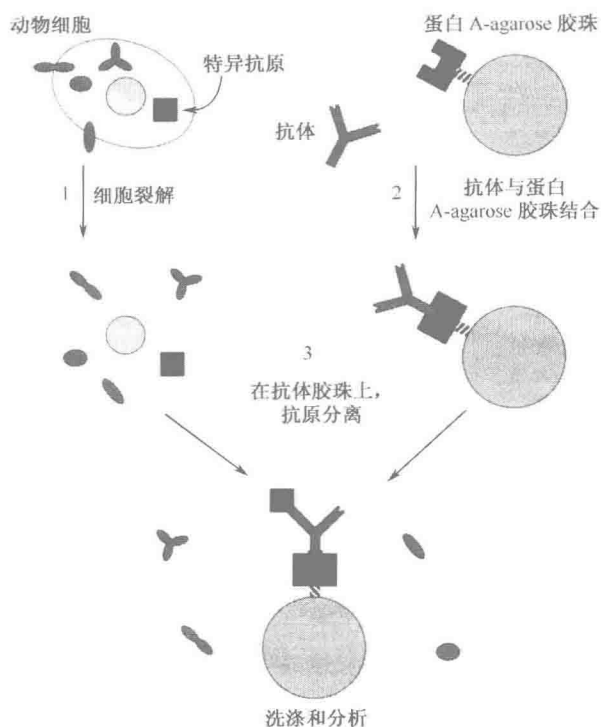 动物细胞
蛋白 A-agarose 胶珠
特异抗原
抗体
1
细胞裂解
2
抗体与蛋白
A-agarose 胶珠结合
3
在抗体胶珠上，
抗原分离
洗涤和分析